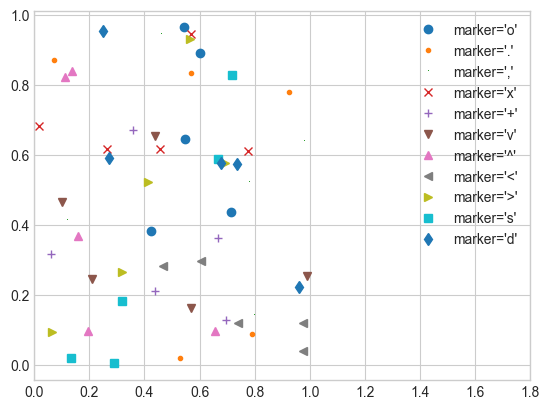 1.0
0.8
0.6
0.4
0.2
0.0
0.0 0.2 0.4 0.6 0.8 1.0 1.2 1.4 1.6 1.8
marker='o'
marker='.'
marker=','
marker='x'
marker='+'
marker='v'
marker='^'
marker='<'
marker='>'
marker='s'
marker='d'